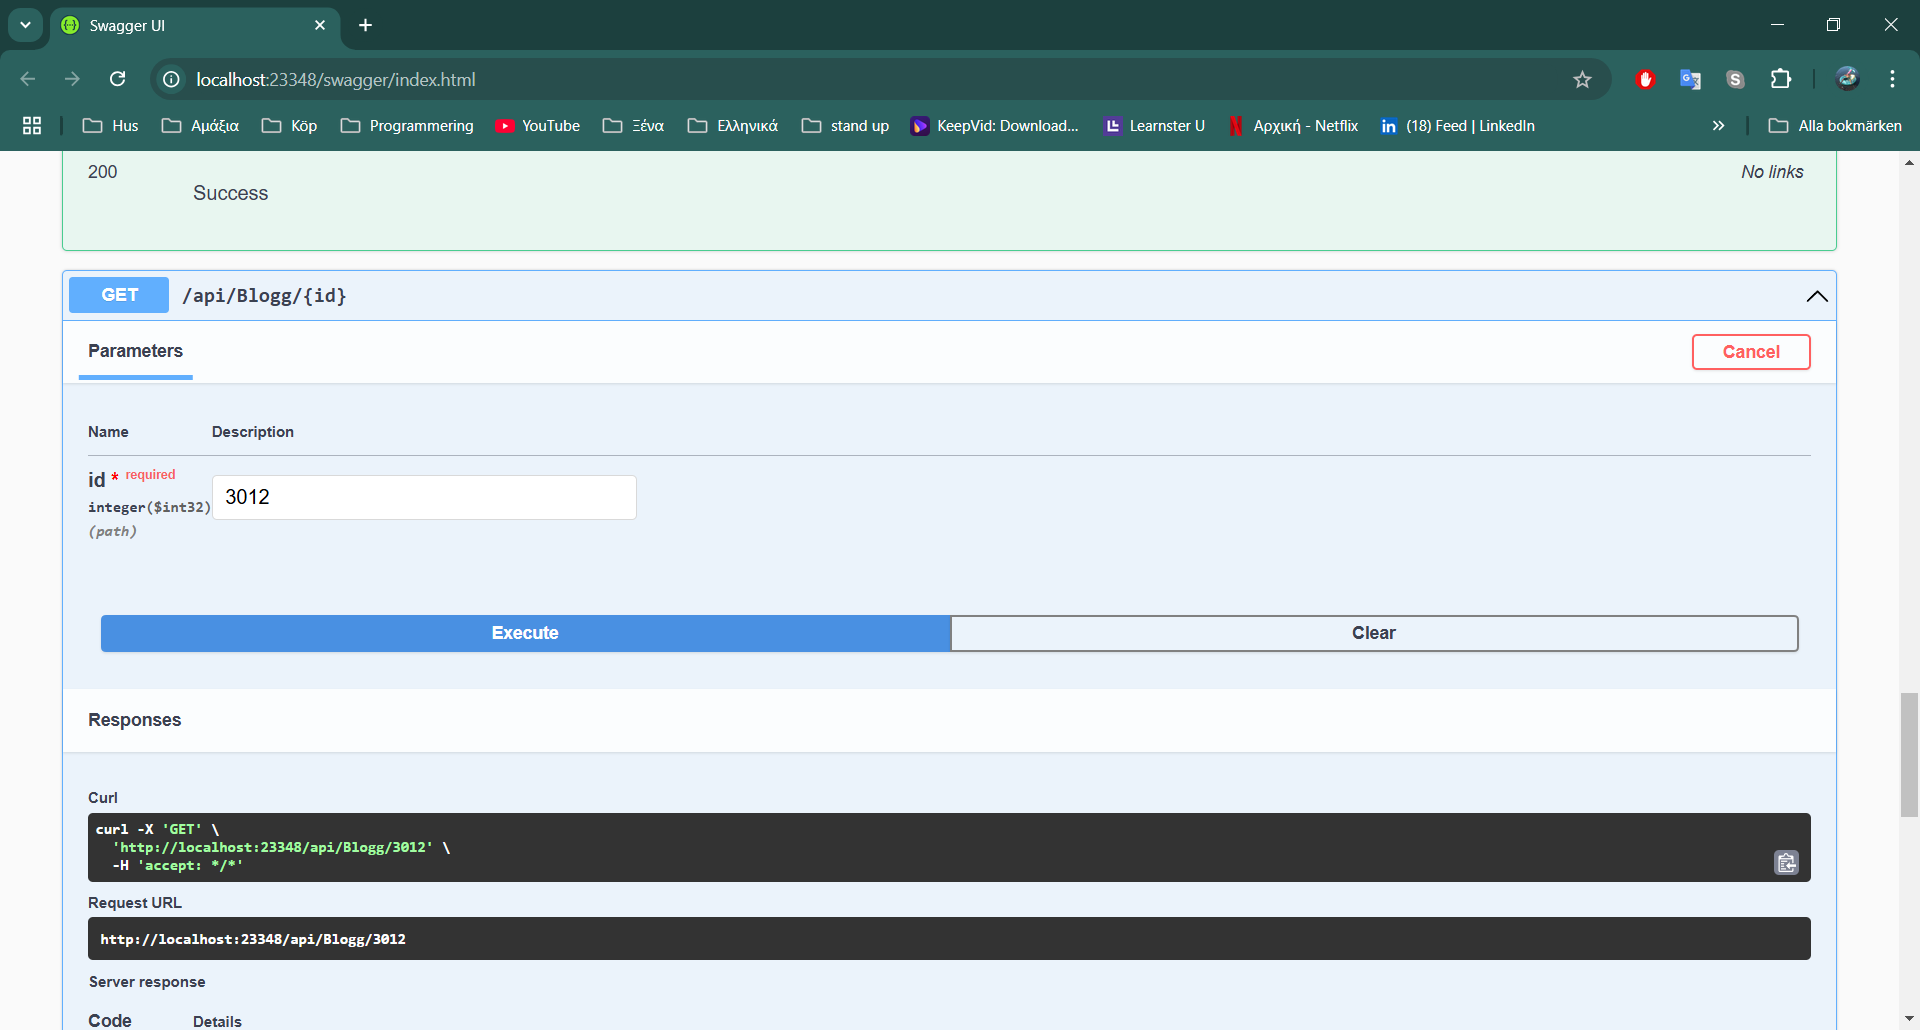 Swagger UI
localhost:23348/swagger/index.html
Hus
Αμάξια
Köp
Programmering
YouTube
Ξένα
Ελληνικά
stand up
KeepVid: Download...
Learnster U
Αρχική - Netflix
(18) Feed | LinkedIn
Alla bokmärken
200
Success
No links
GET /api/Blogg/{id}
Parameters
Cancel
Name Description
id * required
integer($int32)
(path)
3012
Execute
Clear
Responses
Curl
curl -X 'GET' \
'http://localhost:23348/api/Blogg/3012' \
-H 'accept: */*'
Request URL
http://localhost:23348/api/Blogg/3012
Server response
Code Details